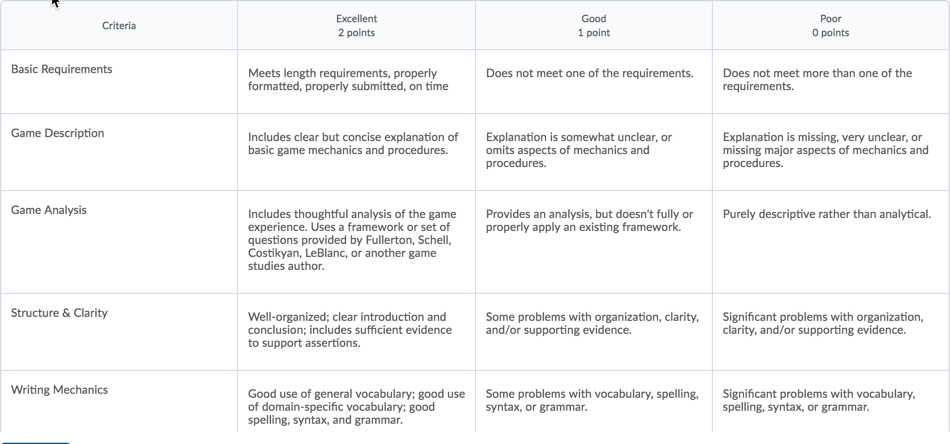 Criteria
Excellent
2 points
Good
1 point
Poor
0 points
Basic Requirements
Meets length requirements, properly
formatted, properly submitted, on time
Does not meet one of the requirements.
Does not meet more than one of the
requirements.
Game Description
Includes clear but concise explanation of
basic game mechanics and procedures.
Explanation is somewhat unclear, or
omits aspects of mechanics and
procedures.
Explanation is missing, very unclear, or
missing major aspects of mechanics and
procedures.
Game Analysis
Includes thoughtful analysis of the game
experience. Uses a framework or set of
questions provided by Fullerton, Schell,
Costikyan, LeBlanc, or another game
studies author.
Provides an analysis, but doesn't fully or
properly apply an existing framework.
Purely descriptive rather than analytical.
Structure & Clarity
Well-organized; clear introduction and
conclusion; includes sufficient evidence
to support assertions.
Some problems with organization, clarity,
and/or supporting evidence.
Significant problems with organization,
clarity, and/or supporting evidence.
Writing Mechanics
Good use of general vocabulary; good use
of domain-specific vocabulary; good
spelling, syntax, and grammar.
Some problems with vocabulary, spelling,
syntax, or grammar.
Significant problems with vocabulary,
spelling, syntax, or grammar.